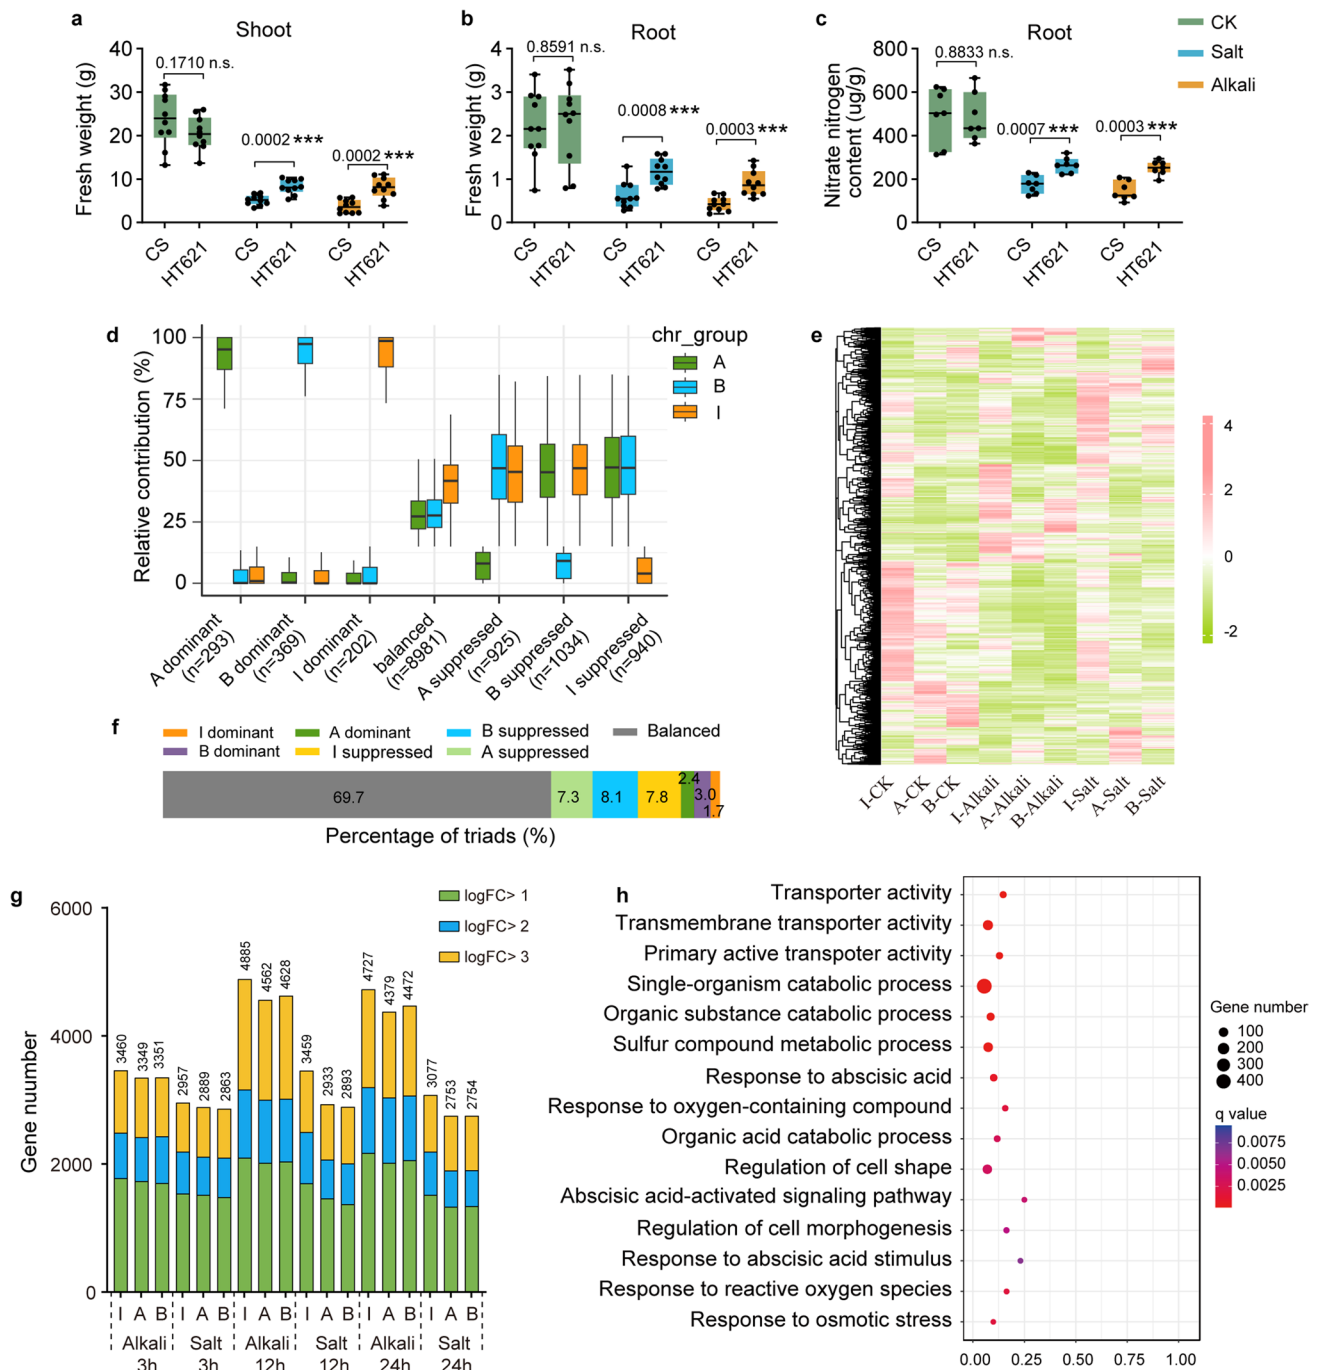 a
Shoot
Fresh weight (g)
40
30
20
10
0
0.1710 n.s.
0.0002 ***
0.0002 ***
CS
HT621
CS
HT621
CS
HT621
b
Root
Fresh weight (g)
4
3
2
1
0
0.8591 n.s.
0.0008 ***
0.0003 ***
CS
HT621
CS
HT621
CS
HT621
c
Root
Nitrate nitrogen
content (ug/g)
800
600
400
200
0
0.8833 n.s.
0.0007 ***
0.0003 ***
CS
HT621
CS
HT621
CS
HT621
CK
Salt
Alkali
d
Relative contribution (%)
100
75
50
25
0
chr_group
A
B
I
A dominant
(n=293)
B dominant
(n=369)
I dominant
(n=202)
balanced
(n=8981)
A suppressed
(n=925)
B suppressed
(n=1034)
I suppressed
(n=940)
e
4
2
0
-2
I-CK
A-CK
B-CK
I-Alkali
A-Alkali
B-Alkali
I-Salt
A-Salt
B-Salt
f
I dominant
A dominant
B suppressed
Balanced
B dominant
I suppressed
A suppressed
69.7
7.3
8.1
7.8
2.4
3.0
1.7
Percentage of triads (%)
g
logFC> 1
logFC> 2
logFC> 3
Gene number
6000
4000
2000
0
3460
3349
3351
2957
2889
2863
4885
4562
4628
3459
2933
2893
4727
4379
4472
3077
2753
2754
I A B I A B I A B I A B I A B I A B
Alkali Salt Alkali Salt Alkali Salt
3h 3h 12h 12h 24h 24h
h
Transporter activity
Transmembrane transporter activity
Primary active transpoter activity
Single-organism catabolic process
Organic substance catabolic process
Sulfur compound metabolic process
Response to abscisic acid
Response to oxygen-containing compound
Organic acid catabolic process
Regulation of cell shape
Abscisic acid-activated signaling pathway
Regulation of cell morphogenesis
Response to abscisic acid stimulus
Response to reactive oxygen species
Response to osmotic stress
0.00 0.25 0.50 0.75 1.00
Gene number
100
200
300
400
q value
0.0075
0.0050
0.0025